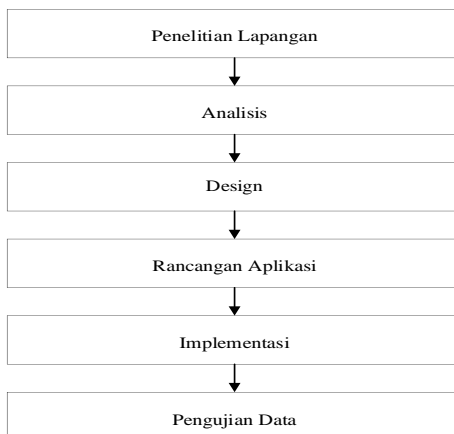 Penelitian Lapangan
Analisis
Design
Rancangan Aplikasi
Implementasi
Pengujian Data